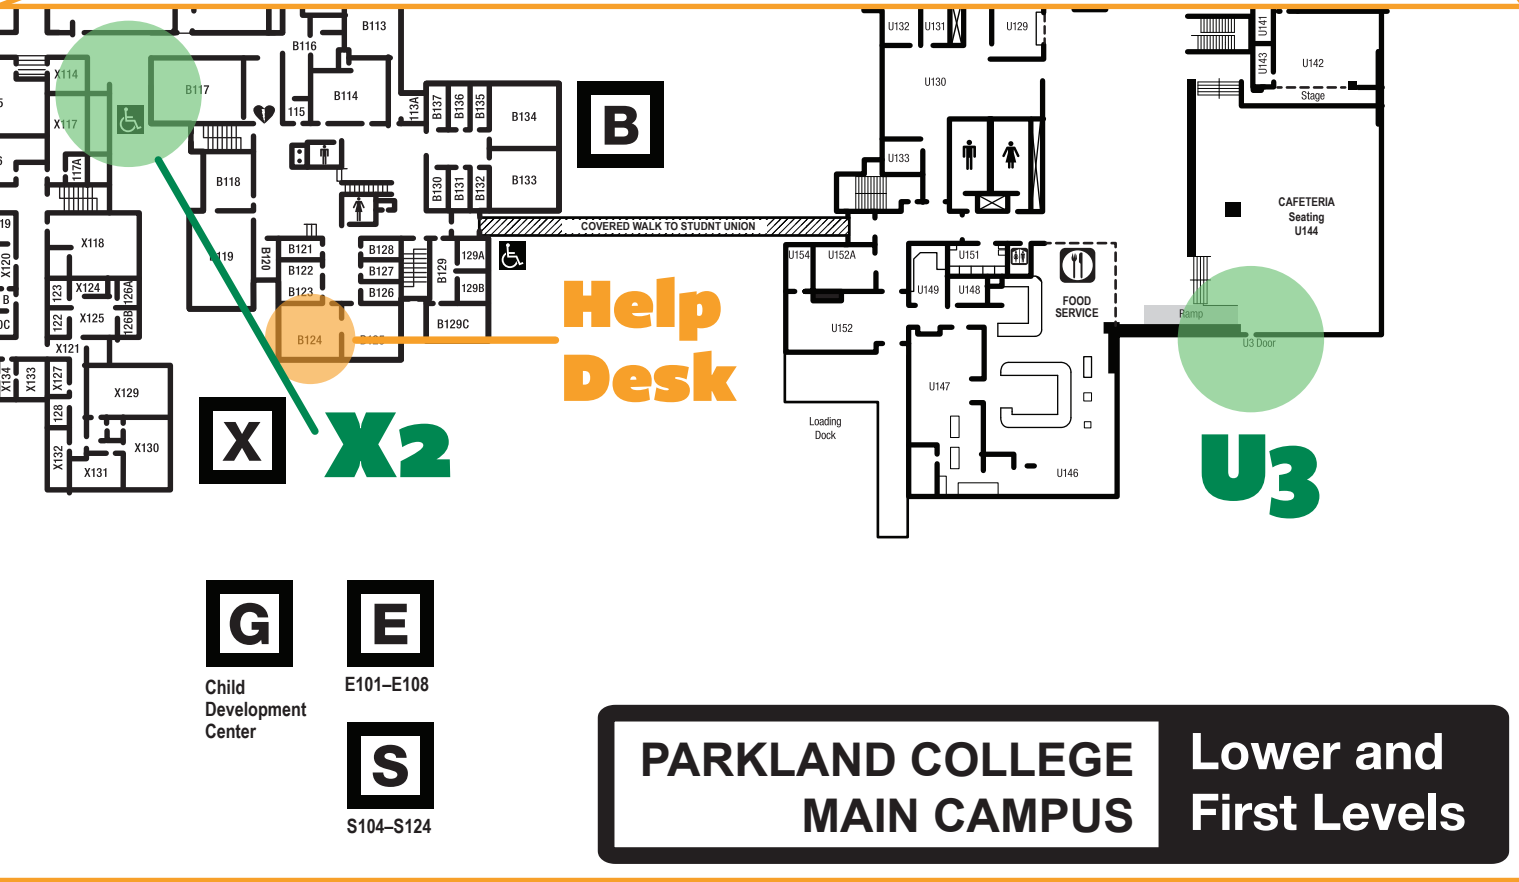 B113
B116
X114
B117
B114
115
113A
B137
B136
B135
B134
X117
117A
B118
B130
B131
B132
B133
B
U132
U131
U129
U130
U133
U141
U143
U142
Stage
CAFETERIA
Seating
U144
COVERED WALK TO STUDNT UNION
19
X118
X120
B119
B120
B121
B122
B123
B128
B127
B126
B129
129A
129B
B129C
U154
U152A
U151
U149
U148
U152
FOOD
SERVICE
Ramp
U3 Door
B
0C
123
X124
126A
122
X125
126B
X121
B124
Help
Desk
X134
X133
X127
X129
128
X132
X130
X131
X
X2
U147
Loading
Dock
U146
U3
G
Child
Development
Center
E
E101–E108
S
S104–S124
PARKLAND COLLEGE
MAIN CAMPUS
Lower and
First Levels